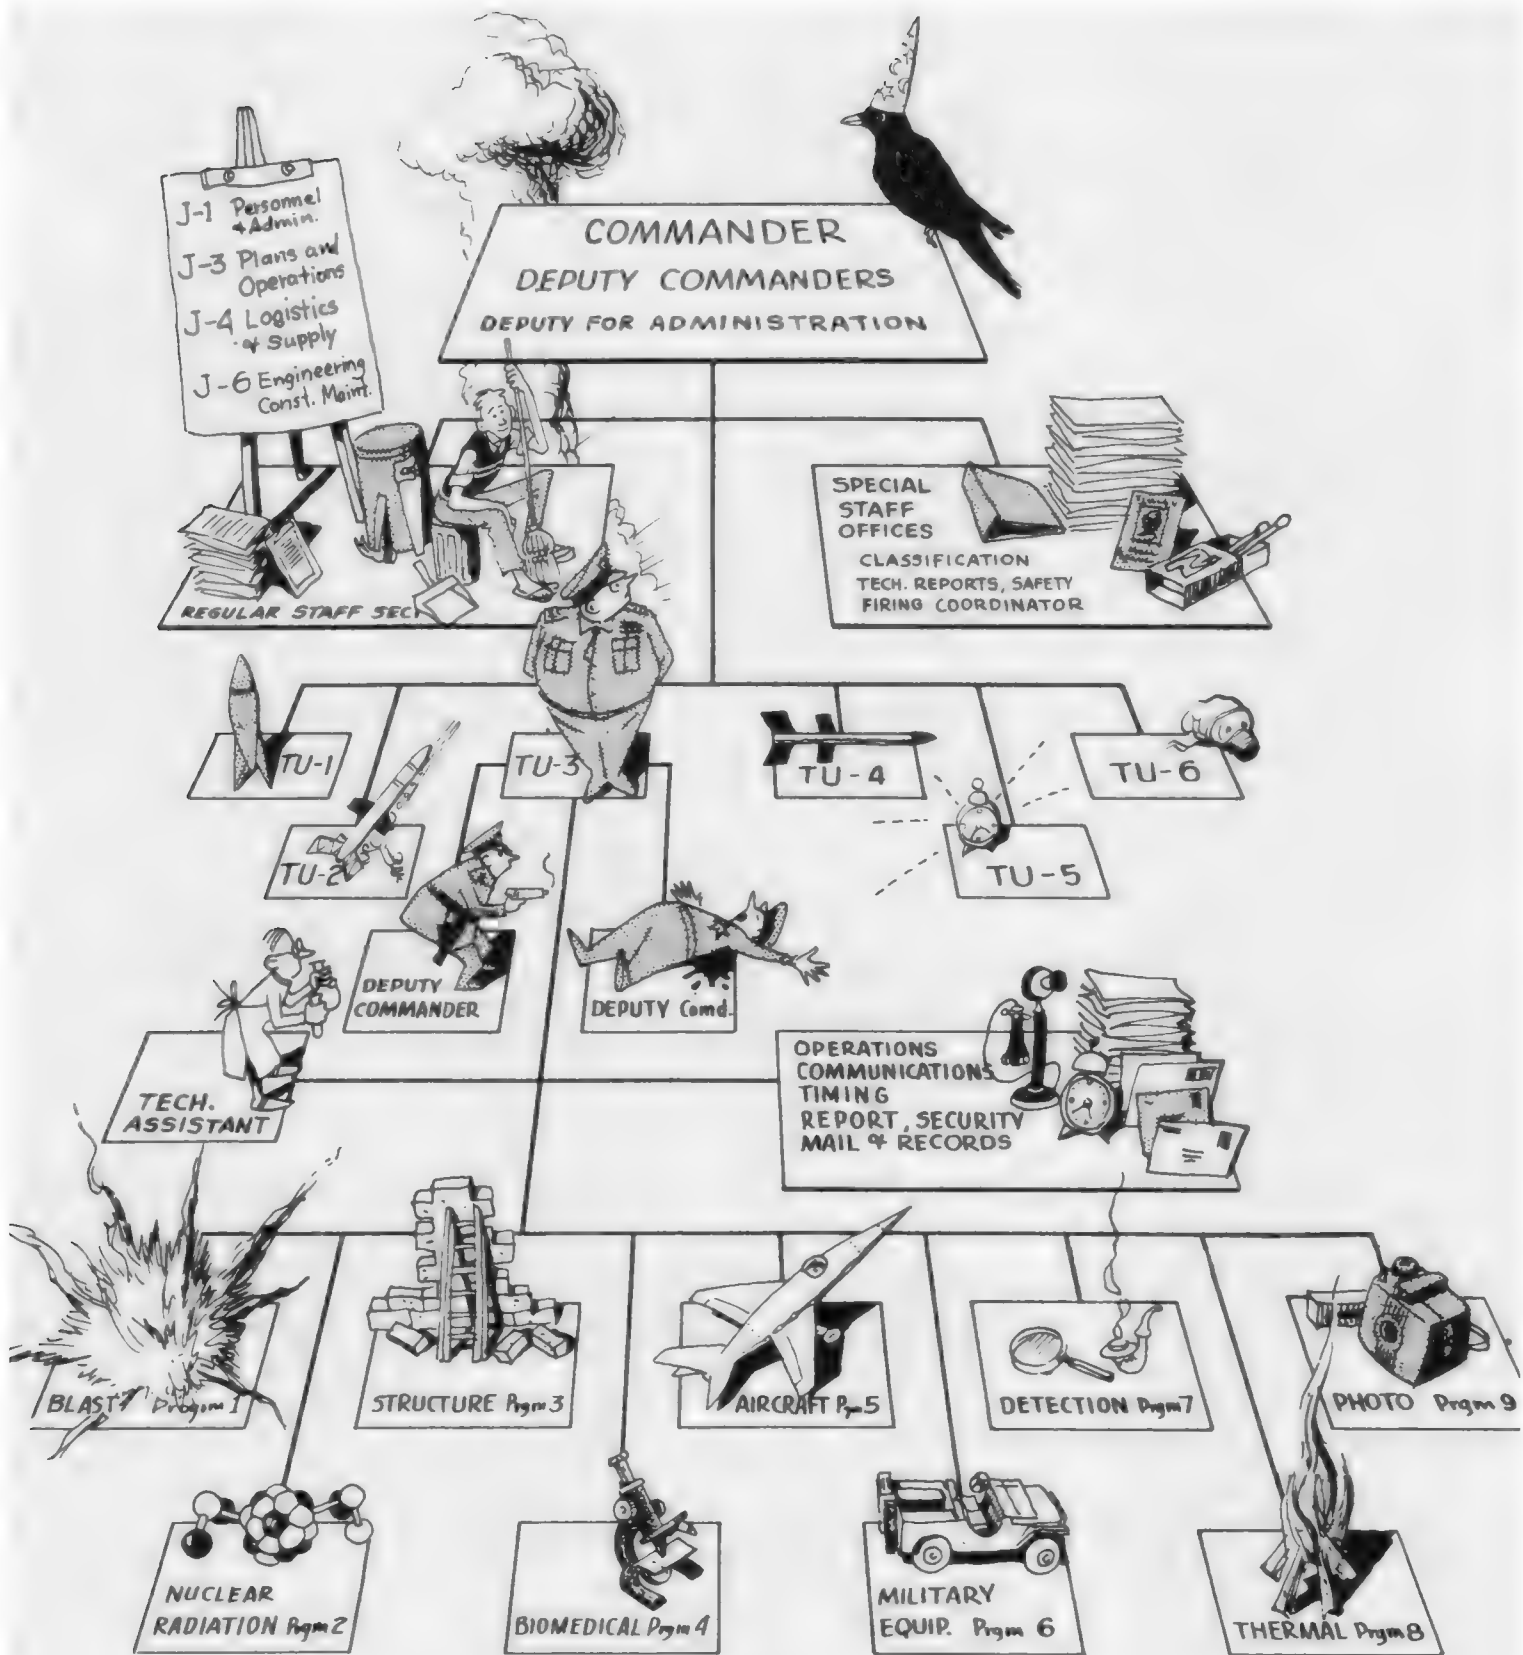 J-1 Personnel
& Admin.
J-3 Plans and
Operations
J-4 Logistics
& Supply
J-6 Engineering
Const. Maint.
COMMANDER
DEPUTY COMMANDERS
DEPUTY FOR ADMINISTRATION
REGULAR STAFF SEC
SPECIAL
STAFF
OFFICES
CLASSIFICATION
TECH. REPORTS, SAFETY
FIRING COORDINATOR
TU-1
TU-2
TU-3
TU-4
TU-5
TU-6
DEPUTY
COMMANDER
DEPUTY Comd.
TECH.
ASSISTANT
OPERATIONS
COMMUNICATIONS
TIMING
REPORT, SECURITY
MAIL & RECORDS
BLAST 1
STRUCTURE Prgm 3
AIRCRAFT Prgm 5
DETECTION Prgm 7
PHOTO Prgm 9
NUCLEAR
RADIATION Prgm 2
BIOMEDICAL Prgm 4
MILITARY
EQUIP. Prgm 6
THERMAL Prgm 8